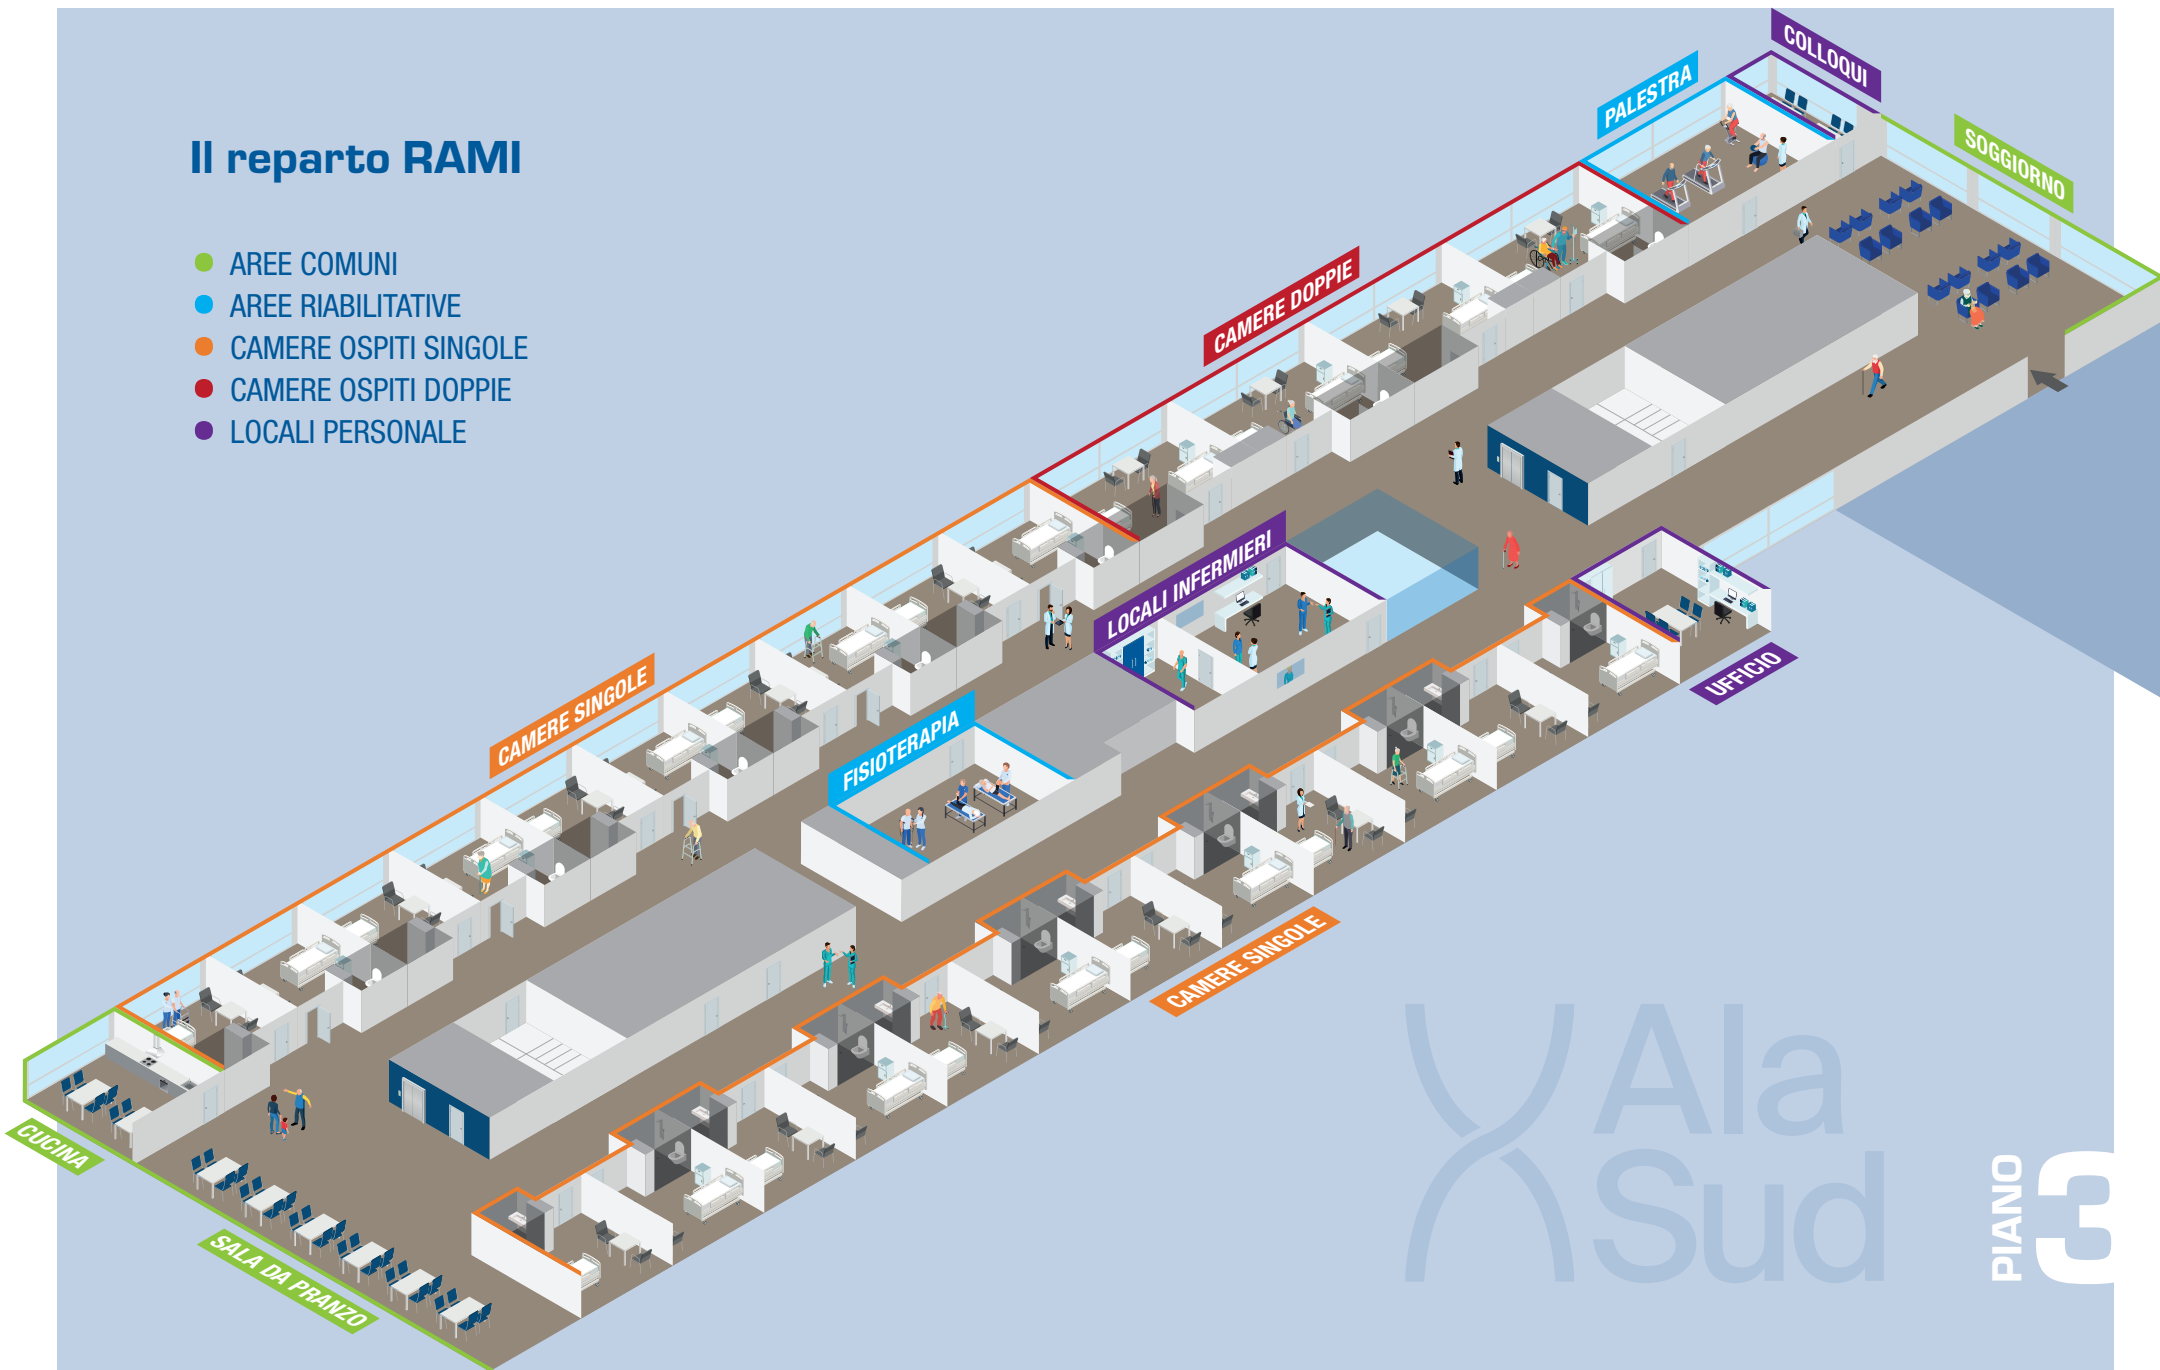 Il reparto RAMI
AREE COMUNI
AREE RIABILITATIVE
CAMERE OSPITI SINGOLE
CAMERE OSPITI DOPPIE
LOCALI PERSONALE
COLLOQUI
PALESTRA
SOGGIORNO
CAMERE DOPPIE
LOCALI INFERMIERI
UFFICIO
CAMERE SINGOLE
FISIOTERAPIA
CAMERE SINGOLE
CUCINA
SALA DA PRANZO
Ala
Sud
PIANO 3